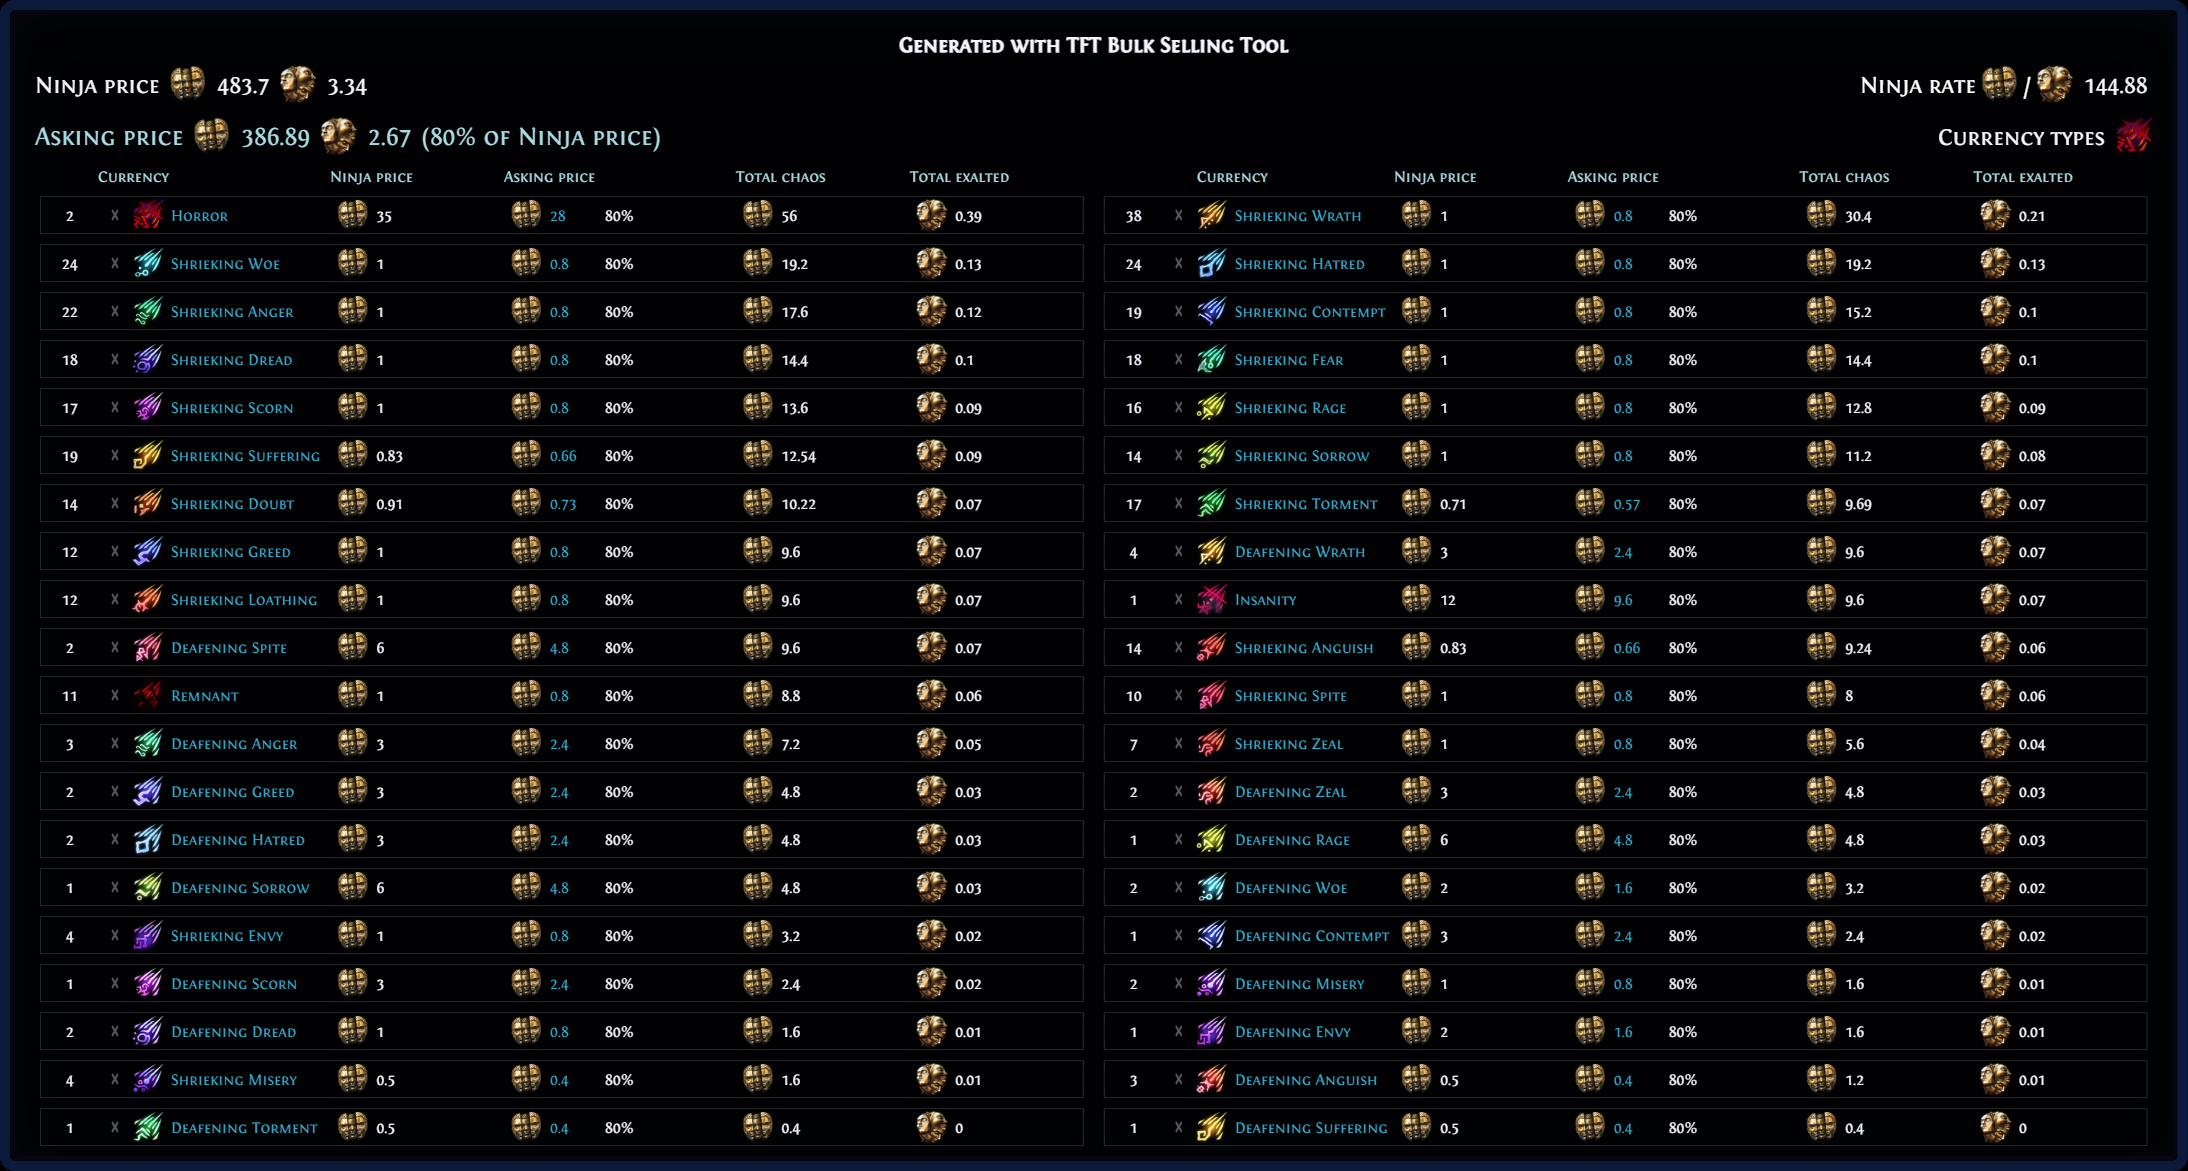 Generated with TFT Bulk Selling Tool
Ninja price 483.7 3.34 Ninja rate / 144.88
Asking price 386.89 2.67 (80% of Ninja price) Currency types
Currency Ninja price Asking price Total chaos Total exalted Currency Ninja price Asking price Total chaos Total exalted
2 x Horror 35 28 80% 56 0.39 38 x Shrieking Wrath 1 0.8 80% 30.4 0.21
24 x Shrieking Woe 1 0.8 80% 19.2 0.13 24 x Shrieking Hatred 1 0.8 80% 19.2 0.13
22 x Shrieking Anger 1 0.8 80% 17.6 0.12 19 x Shrieking Contempt 1 0.8 80% 15.2 0.1
18 x Shrieking Dread 1 0.8 80% 14.4 0.1 18 x Shrieking Fear 1 0.8 80% 14.4 0.1
17 x Shrieking Scorn 1 0.8 80% 13.6 0.09 16 x Shrieking Rage 1 0.8 80% 12.8 0.09
19 x Shrieking Suffering 0.83 0.66 80% 12.54 0.09 14 x Shrieking Sorrow 1 0.8 80% 11.2 0.08
14 x Shrieking Doubt 0.91 0.73 80% 10.22 0.07 17 x Shrieking Torment 0.71 0.57 80% 9.69 0.07
12 x Shrieking Greed 1 0.8 80% 9.6 0.07 4 x Deafening Wrath 3 2.4 80% 9.6 0.07
12 x Shrieking Loathing 1 0.8 80% 9.6 0.07 1 x Insanity 12 9.6 80% 9.6 0.07
2 x Deafening Spite 6 4.8 80% 9.6 0.07 14 x Shrieking Anguish 0.83 0.66 80% 9.24 0.06
11 x Remnant 1 0.8 80% 8.8 0.06 10 x Shrieking Spite 1 0.8 80% 8 0.06
3 x Deafening Anger 3 2.4 80% 7.2 0.05 7 x Shrieking Zeal 1 0.8 80% 5.6 0.04
2 x Deafening Greed 3 2.4 80% 4.8 0.03 2 x Deafening Zeal 3 2.4 80% 4.8 0.03
2 x Deafening Hatred 3 2.4 80% 4.8 0.03 1 x Deafening Rage 6 4.8 80% 4.8 0.03
1 x Deafening Sorrow 6 4.8 80% 4.8 0.03 2 x Deafening Woe 2 1.6 80% 3.2 0.02
4 x Shrieking Envy 1 0.8 80% 3.2 0.02 1 x Deafening Contempt 3 2.4 80% 2.4 0.02
1 x Deafening Scorn 3 2.4 80% 2.4 0.02 2 x Deafening Misery 1 0.8 80% 1.6 0.01
2 x Deafening Dread 1 0.8 80% 1.6 0.01 1 x Deafening Envy 2 1.6 80% 1.6 0.01
4 x Shrieking Misery 0.5 0.4 80% 1.6 0.01 3 x Deafening Anguish 0.5 0.4 80% 1.2 0.01
1 x Deafening Torment 0.5 0.4 80% 0.4 0 1 x Deafening Suffering 0.5 0.4 80% 0.4 0